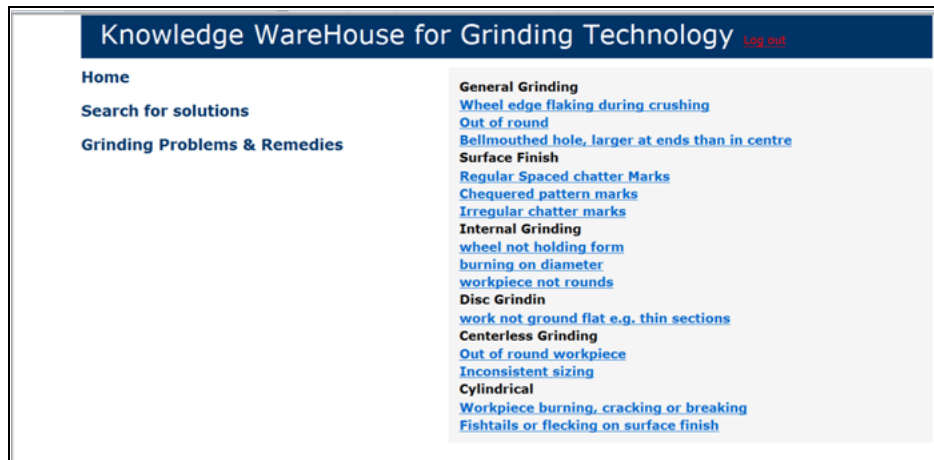 Knowledge WareHouse for Grinding Technology Log out
Home
Search for solutions
Grinding Problems & Remedies
General Grinding
Wheel edge flaking during crushing
Out of round
Bellmouthed hole, larger at ends than in centre
Surface Finish
Regular Spaced chatter Marks
Chequered pattern marks
Irregular chatter marks
Internal Grinding
wheel not holding form
burning on diameter
workpiece not rounds
Disc Grindin
work not ground flat e.g. thin sections
Centerless Grinding
Out of round workpiece
Inconsistent sizing
Cylindrical
Workpiece burning, cracking or breaking
Fishtails or flecking on surface finish